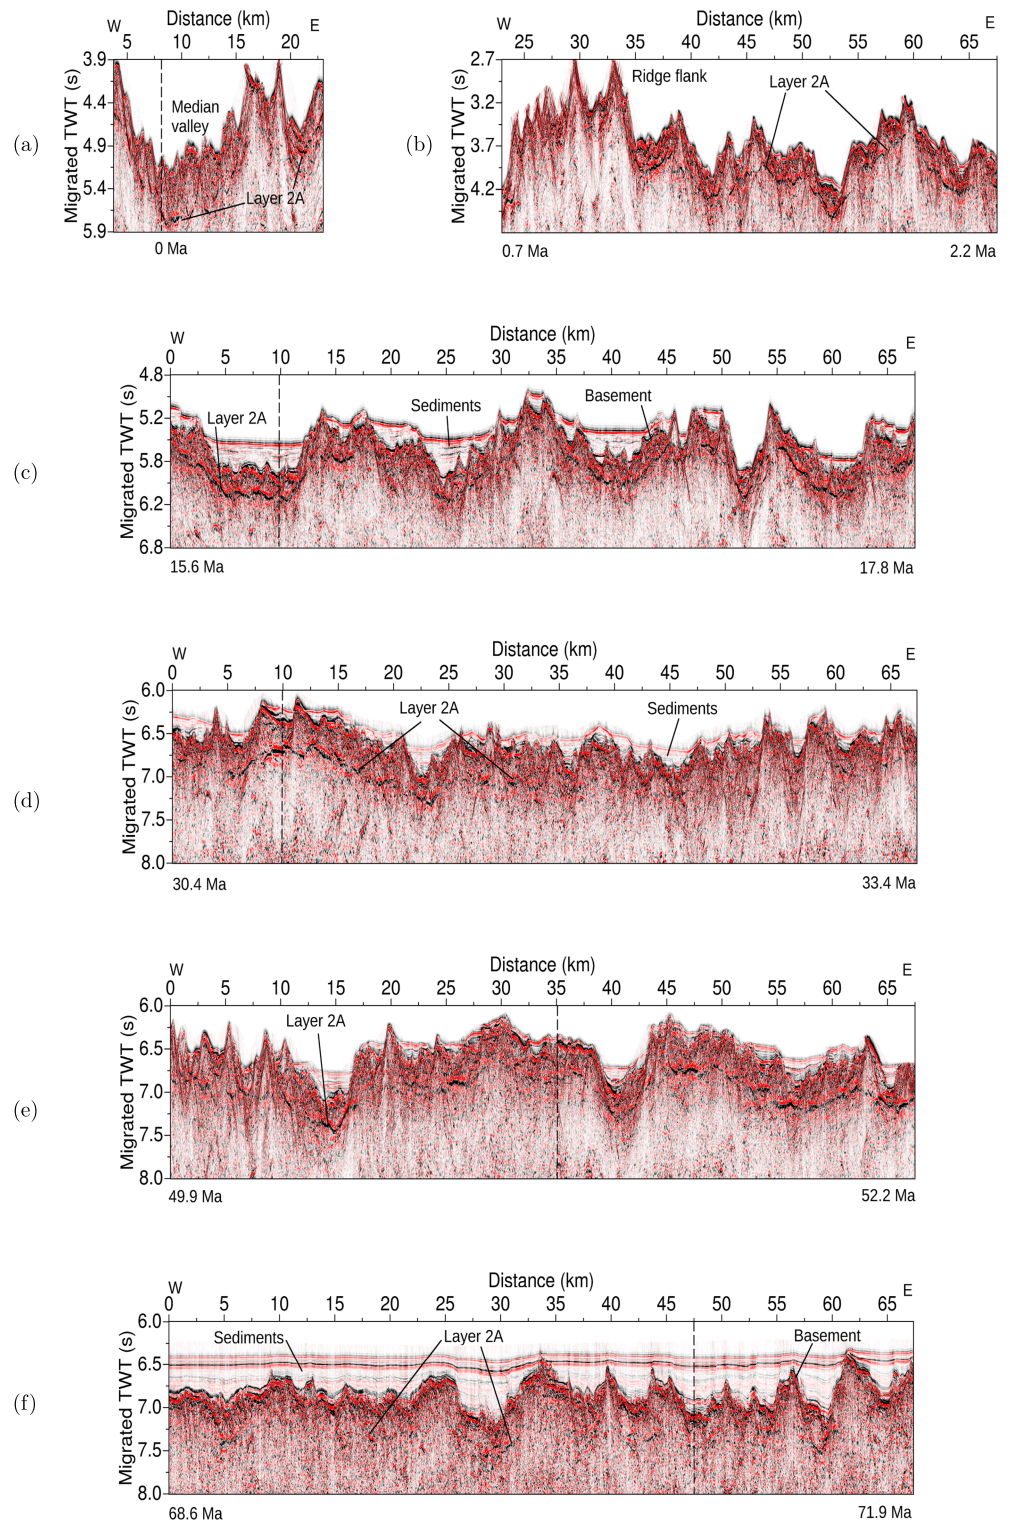 Distance (km)
W E
5 10 15 20
3.9
4.4
4.9
5.4
5.9
Migrated TWT (s)
Median
valley
Layer 2A
(a)
0 Ma
Distance (km)
W E
25 30 35 40 45 50 55 60 65
2.7
3.2
3.7
4.2
Migrated TWT (s)
Ridge flank
Layer 2A
(b)
0.7 Ma 2.2 Ma
Distance (km)
W E
0 5 10 15 20 25 30 35 40 45 50 55 60 65
4.8
5.2
5.8
6.2
6.8
Migrated TWT (s)
Layer 2A
Sediments
Basement
(c)
15.6 Ma 17.8 Ma
Distance (km)
W E
0 5 10 15 20 25 30 35 40 45 50 55 60 65
6.0
6.5
7.0
7.5
8.0
Migrated TWT (s)
Layer 2A
Sediments
(d)
30.4 Ma 33.4 Ma
Distance (km)
W E
0 5 10 15 20 25 30 35 40 45 50 55 60 65
6.0
6.5
7.0
7.5
8.0
Migrated TWT (s)
Layer 2A
(e)
49.9 Ma 52.2 Ma
Distance (km)
W E
0 5 10 15 20 25 30 35 40 45 50 55 60 65
6.0
6.5
7.0
7.5
8.0
Migrated TWT (s)
Sediments
Layer 2A
Basement
(f)
68.6 Ma 71.9 Ma